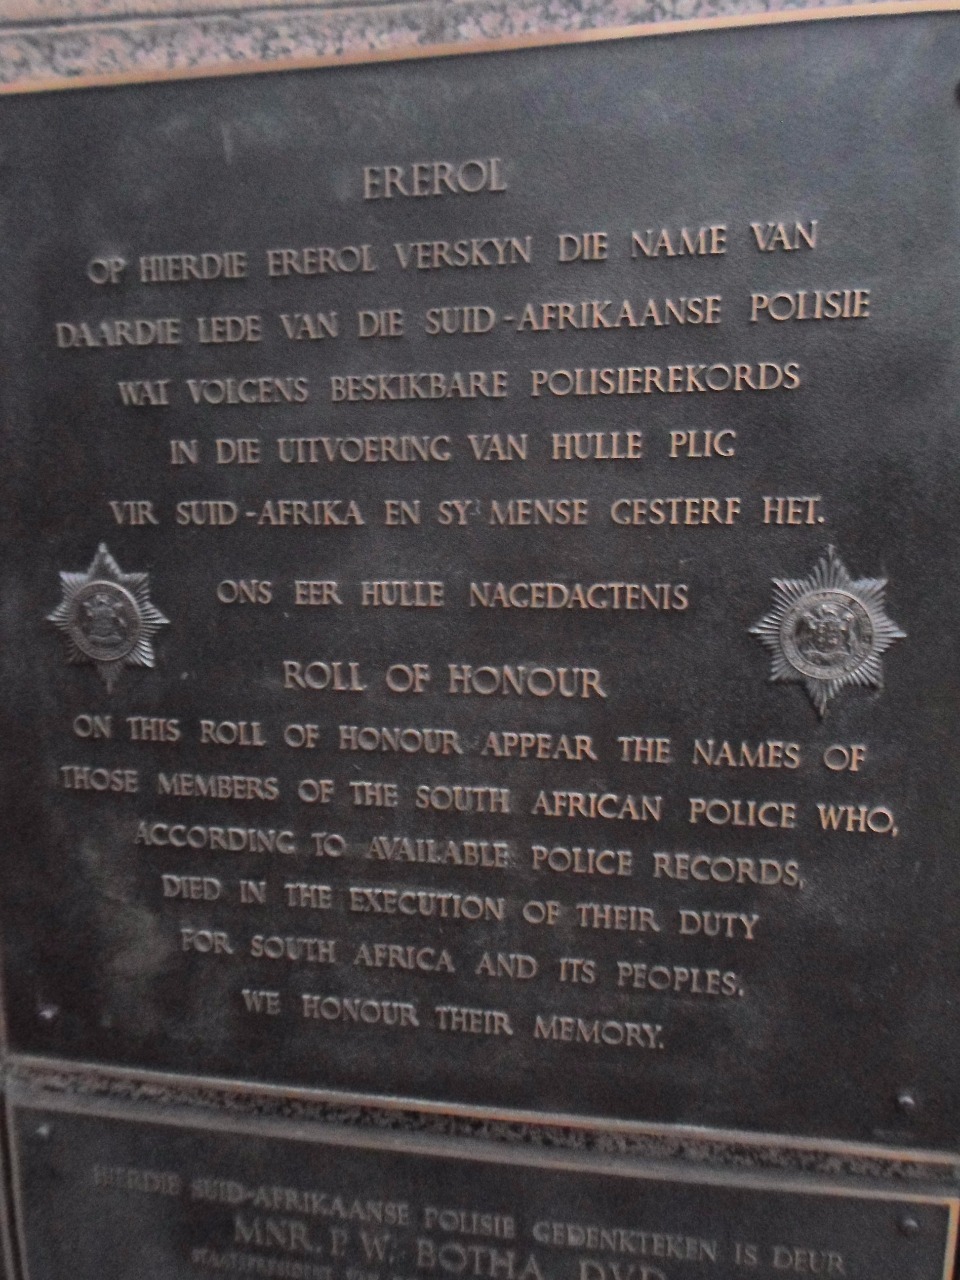 EREROL
OP HIERDIE EREROL VERSKYN DIE NAME VAN
DAARDIE LEDE VAN DIE SUID-AFRIKAANSE POLISIE
WAT VOLGENS BESKIKBARE POLISIEREKORDS
IN DIE UITVOERING VAN HULLE PLIG
VIR SUID-AFRIKA EN SY MENSE GESTERF HET.
ONS EER HULLE NAGEDAGTENIS
ROLL OF HONOUR
ON THIS ROLL OF HONOUR APPEAR THE NAMES OF
THOSE MEMBERS OF THE SOUTH AFRICAN POLICE WHO,
ACCORDING TO AVAILABLE POLICE RECORDS,
DIED IN THE EXECUTION OF THEIR DUTY
FOR SOUTH AFRICA AND ITS PEOPLES.
WE HONOUR THEIR MEMORY.
HIERDIE SUID-AFRIKAANSE POLISIE GEDENKTEKEN IS DEUR
MNR. P. W. BOTHA, DVD
STAATSPRESIDENT VAN